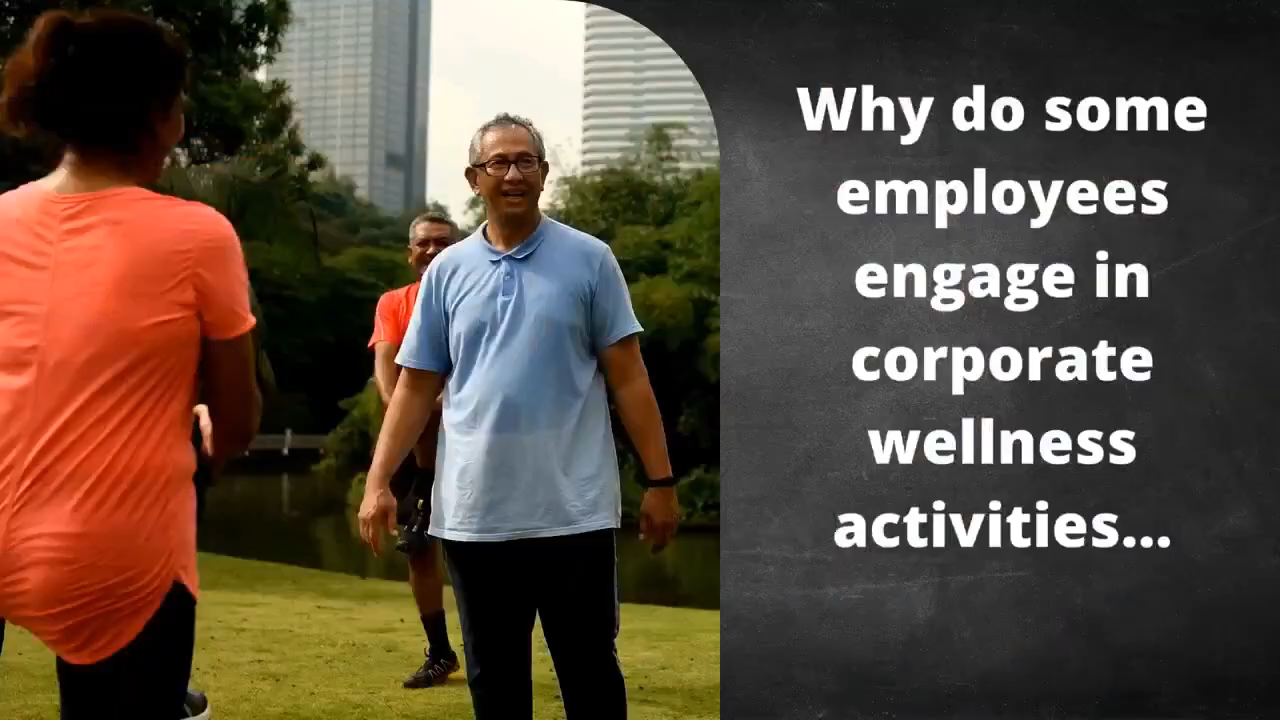 Why do some
employees
engage in
corporate
wellness
activities...